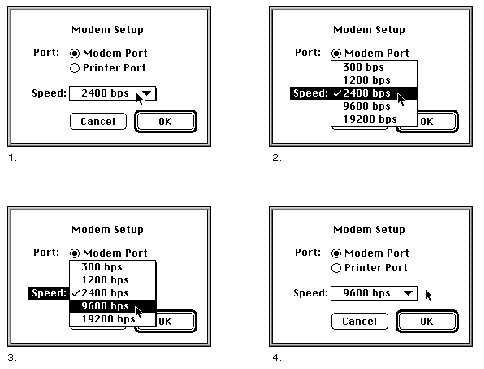 Modem Setup
Port: Modem Port
Printer Port
Speed: 2400 bps
Cancel OK
1.
Modem Setup
Port: Modem Port
300 bps
1200 bps
Speed: ✓2400 bps
9600 bps
19200 bps
OK
2.
Modem Setup
Port: Modem Port
300 bps
1200 bps
Speed: ✓2400 bps
9600 bps
19200 bps
OK
3.
Modem Setup
Port: Modem Port
Printer Port
Speed: 9600 bps
Cancel OK
4.